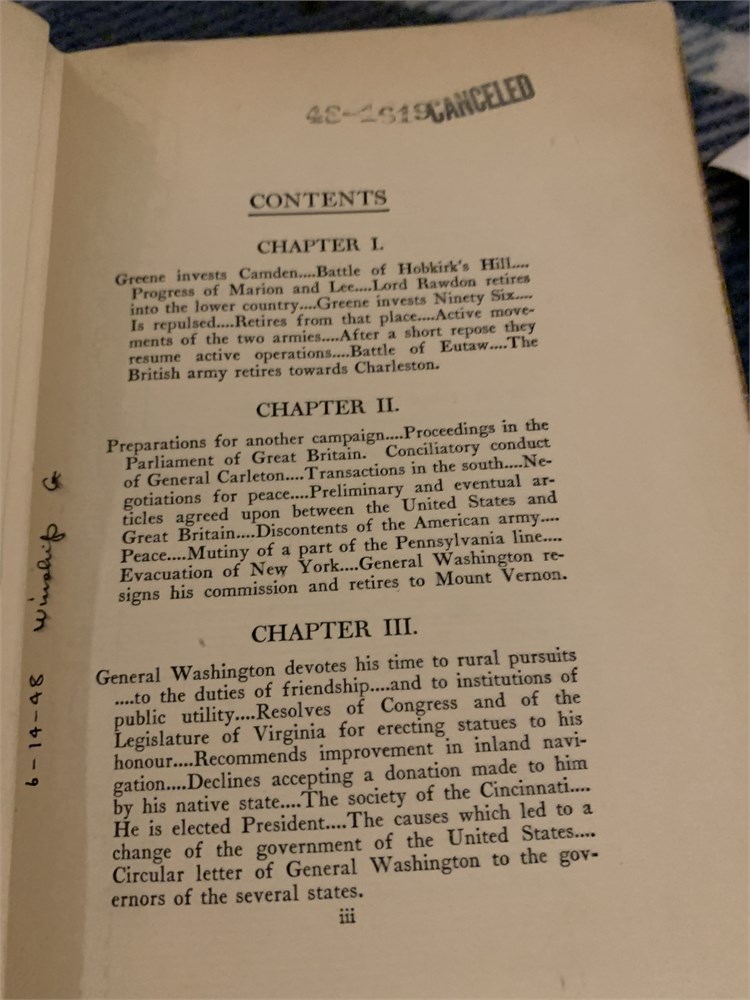 48-1619 CANCELED
CONTENTS
CHAPTER I.
Greene invests Camden....Battle of Hobkirk's Hill....
Progress of Marion and Lee....Lord Rawdon retires
into the lower country....Greene invests Ninety Six....
Is repulsed....Retires from that place....Active move-
ments of the two armies....After a short repose they
resume active operations....Battle of Eutaw....The
British army retires towards Charleston.
CHAPTER II.
Preparations for another campaign....Proceedings in the
Parliament of Great Britain. Conciliatory conduct
of General Carleton....Transactions in the south....Ne-
gotiations for peace....Preliminary and eventual ar-
ticles agreed upon between the United States and
Great Britain....Discontents of the American army....
Peace....Mutiny of a part of the Pennsylvania line....
Evacuation of New York....General Washington re-
signs his commission and retires to Mount Vernon.
CHAPTER III.
General Washington devotes his time to rural pursuits
....to the duties of friendship....and to institutions of
public utility....Resolves of Congress and of the
Legislature of Virginia for erecting statues to his
honour....Recommends improvement in inland navi-
gation....Declines accepting a donation made to him
by his native state....The society of the Cincinnati....
He is elected President....The causes which led to a
change of the government of the United States....
Circular letter of General Washington to the gov-
ernors of the several states.
iii
6-14-48 Winship G